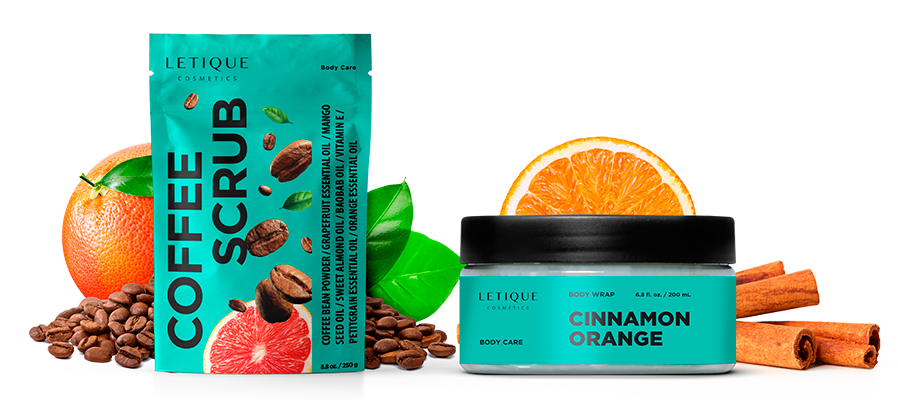 LETIQUE
COSMETICS
Body Care
COFFEE
SCRUB
COFFEE BEAN POWDER / GRAPEFRUIT ESSENTIAL OIL / MANGO
SEED OIL / SWEET ALMOND OIL / BAOBAB OIL / VITAMIN E /
PETITGRAIN ESSENTIAL OIL / ORANGE ESSENTIAL OIL
8.8 oz. / 250 g
LETIQUE
COSMETICS
BODY CARE
BODY WRAP
6.8 fl. oz. / 200 mL
CINNAMON
ORANGE